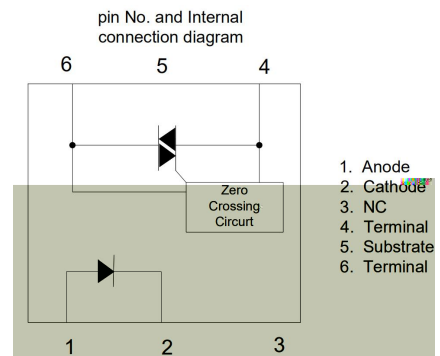 pin No. and Internal
connection diagram
6 5 4
Zero
Crossing
Circurt
1. Anode
2. Cathode
3. NC
4. Terminal
5. Substrate
6. Terminal
1 2 3